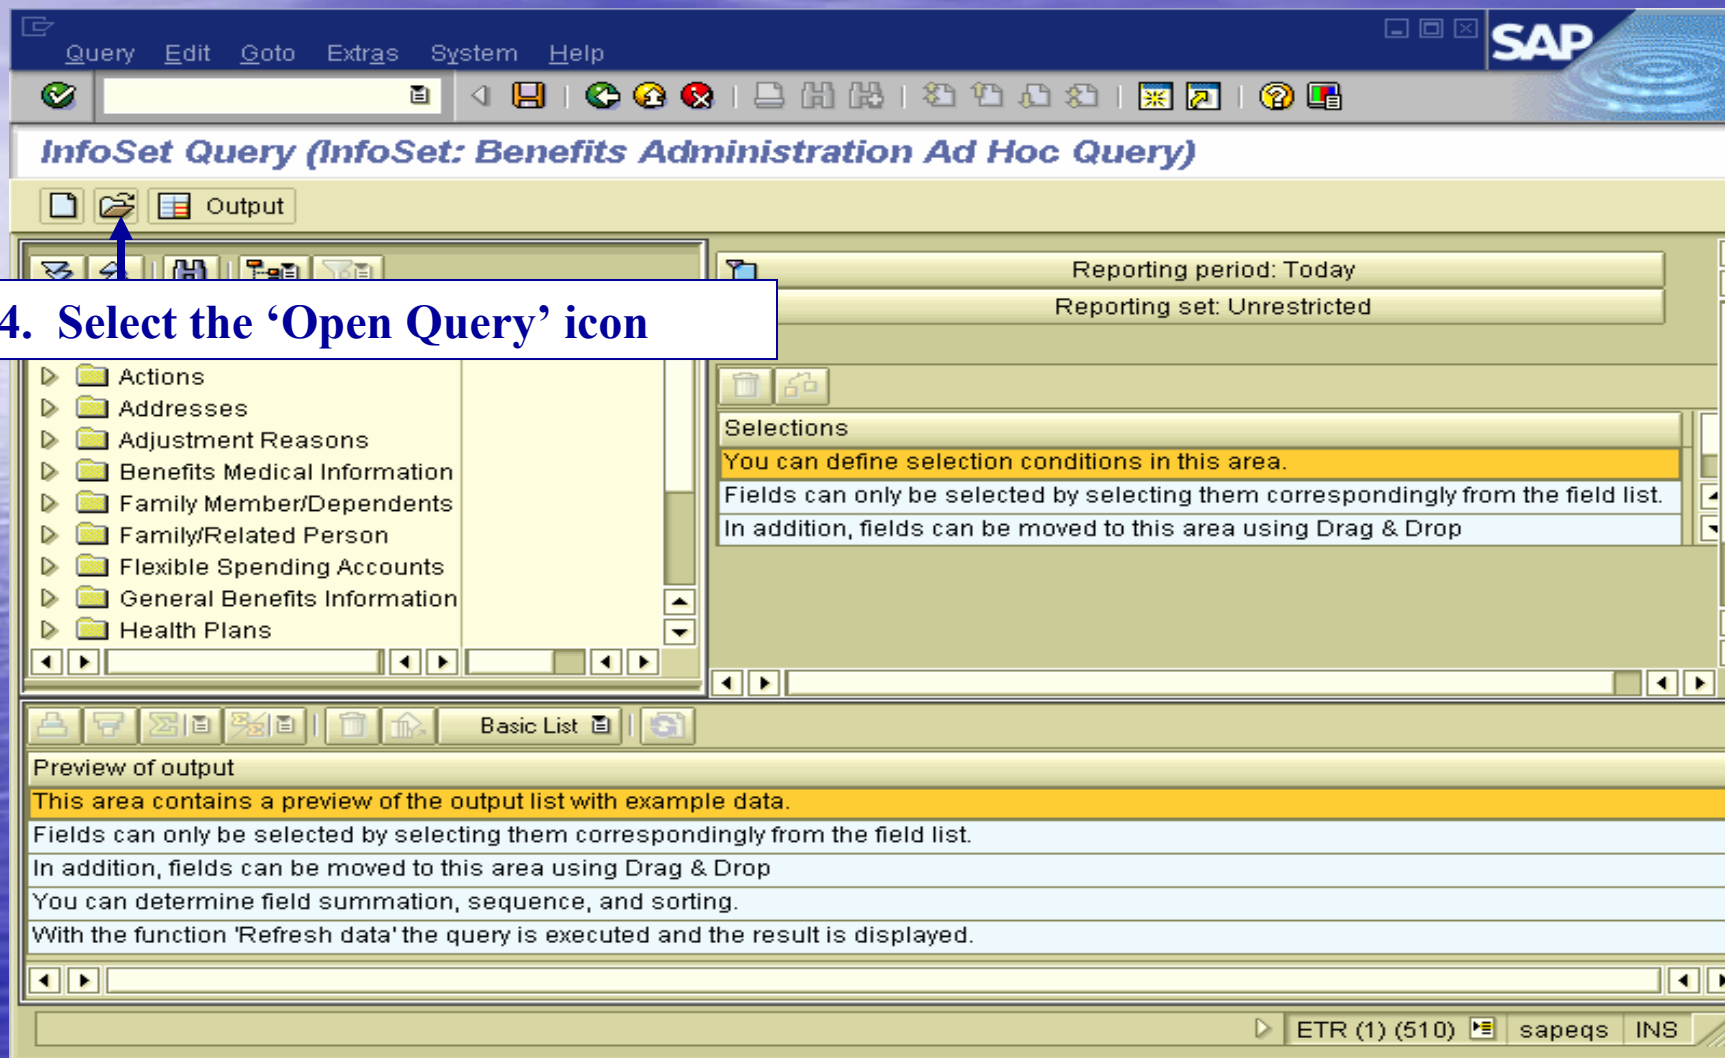 Query Edit Goto Extras System Help
SAP
InfoSet Query (InfoSet: Benefits Administration Ad Hoc Query)
Output
Reporting period: Today
Reporting set: Unrestricted
4. Select the ‘Open Query’ icon
Actions
Addresses
Adjustment Reasons
Benefits Medical Information
Family Member/Dependents
Family/Related Person
Flexible Spending Accounts
General Benefits Information
Health Plans
Selections
You can define selection conditions in this area.
Fields can only be selected by selecting them correspondingly from the field list.
In addition, fields can be moved to this area using Drag & Drop
Basic List
Preview of output
This area contains a preview of the output list with example data.
Fields can only be selected by selecting them correspondingly from the field list.
In addition, fields can be moved to this area using Drag & Drop
You can determine field summation, sequence, and sorting.
With the function 'Refresh data' the query is executed and the result is displayed.
ETR (1) (510) sapeqs INS